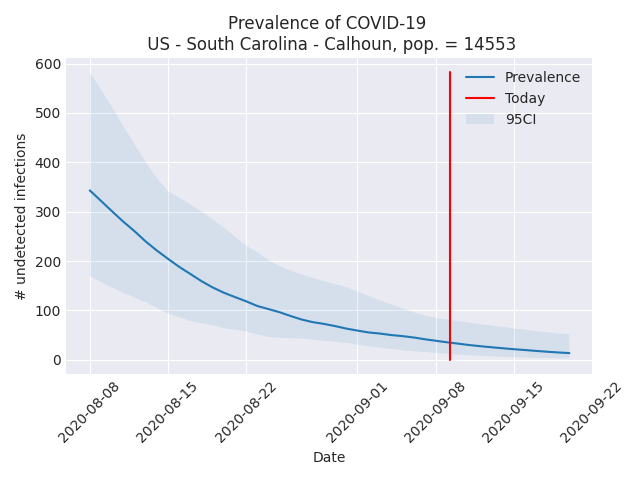 Prevalence of COVID-19
US - South Carolina - Calhoun, pop. = 14553
# undetected infections
600
500
400
300
200
100
0
Prevalence
Today
95CI
2020-08-08
2020-08-15
2020-08-22
2020-09-01
2020-09-08
2020-09-15
2020-09-22
Date